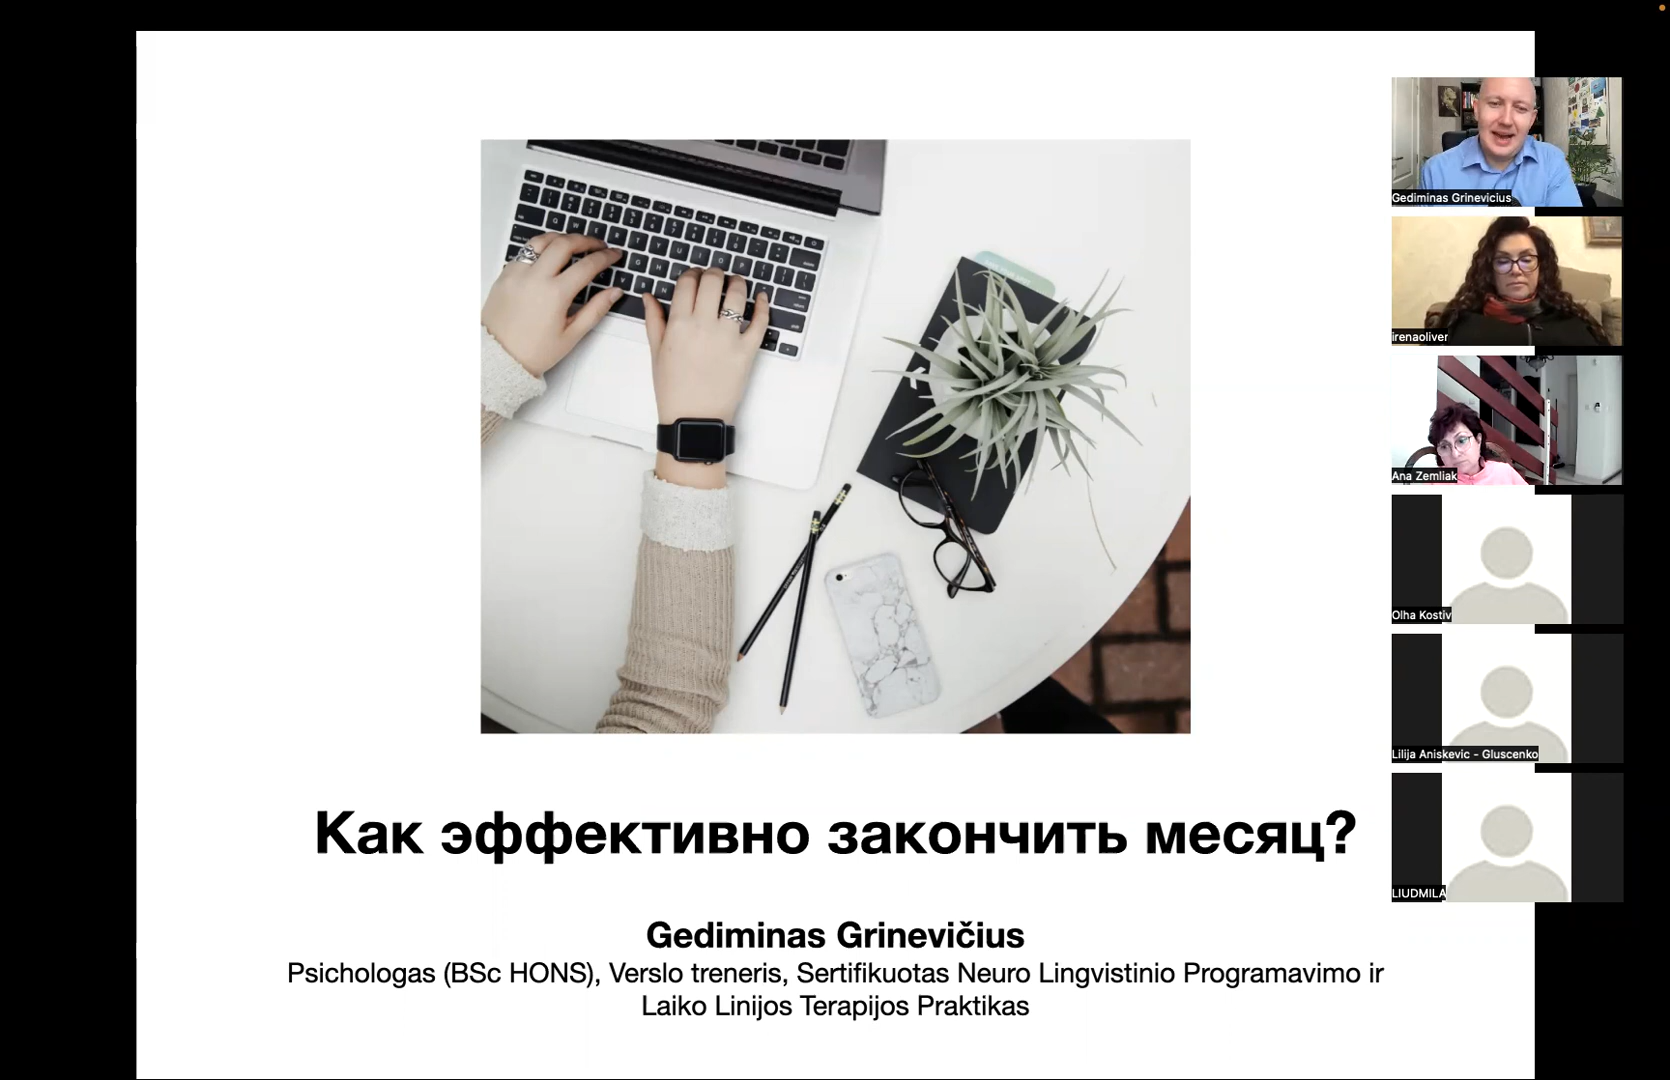 Как эффективно закончить месяц?
Gediminas Grinevičius
Psichologas (BSc HONS), Verslo treneris, Sertifikuotas Neuro Lingvistinio Programavimo ir
Laiko Linijos Terapijos Praktikas
Gediminas Grinevicius
irenaoliver
Ana Zemliak
Olha Kostiv
Lilija Aniskevic - Gluscenko
LIUDMILA